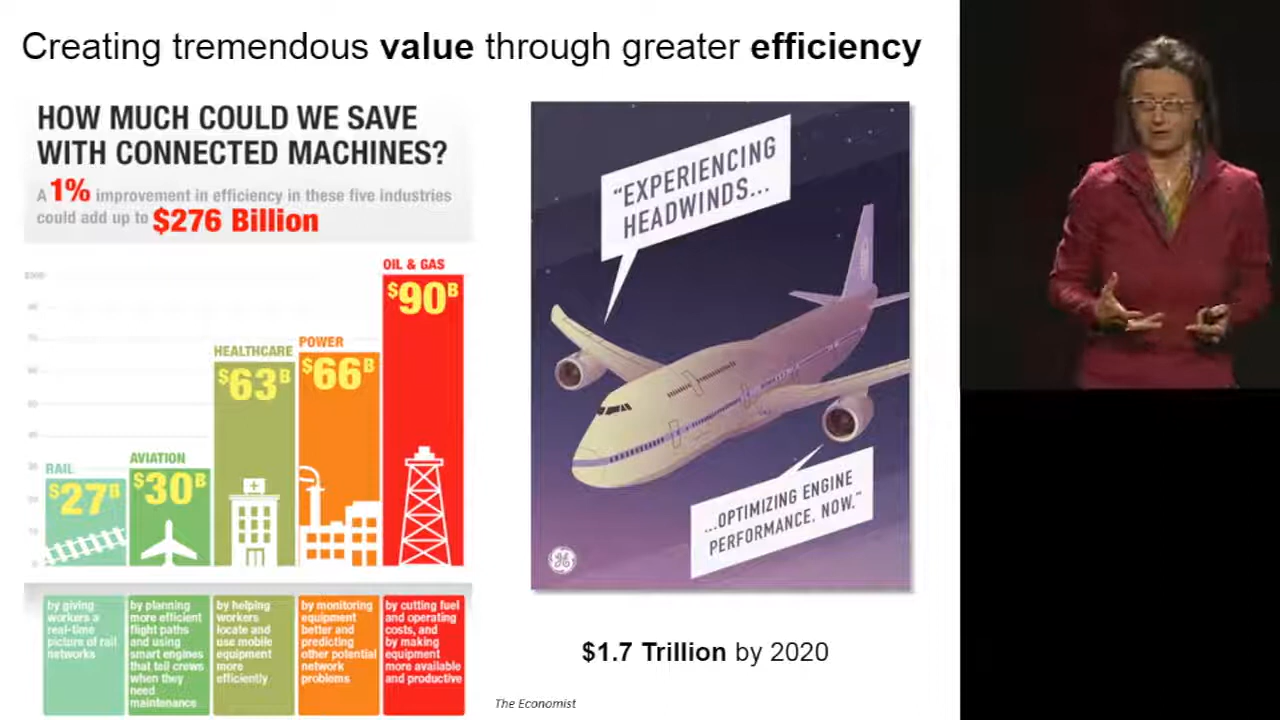 Creating tremendous value through greater efficiency
HOW MUCH COULD WE SAVE
WITH CONNECTED MACHINES?
A 1% improvement in efficiency in these five industries
could add up to $276 Billion
RAIL
$27B
AVIATION
$30B
HEALTHCARE
$63B
POWER
$66B
OIL & GAS
$90B
by giving
workers a
real-time
picture of rail
networks
by planning
more efficient
flight paths
and using
smart engines
that tell crews
when they
need
maintenance
by helping
workers
locate and
use mobile
equipment
more
efficiently
by monitoring
equipment
better and
predicting
other potential
network
problems
by cutting fuel
and operating
costs, and
by making
equipment
more available
and productive
"EXPERIENCING
HEADWINDS...
...OPTIMIZING ENGINE
PERFORMANCE. NOW."
GE
$1.7 Trillion by 2020
The Economist